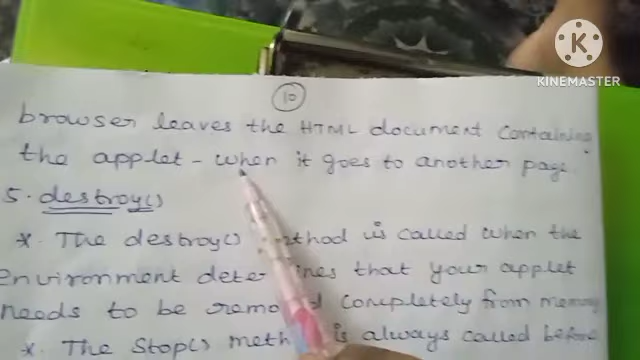 KINEMASTER
10
browser leaves the HTML document containing
the applet - when it goes to another page.
5. destroy()
*. The destroy() method is called when the
environment determines that your applet
needs to be removed completely from memory
*. The Stop() method is always called before